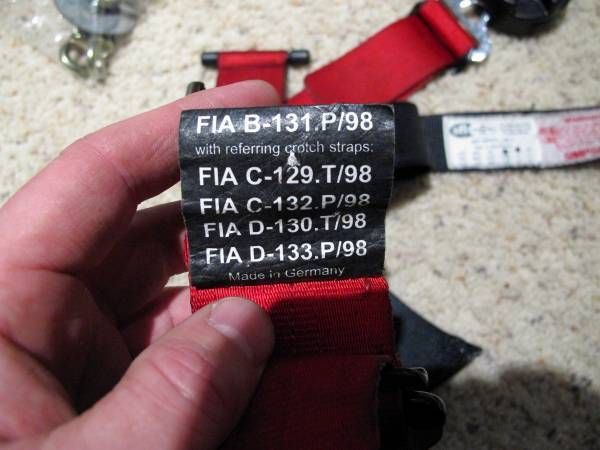 FIA B-131.P/98
with referring crotch straps:
FIA C-129.T/98
FIA C-132.P/98
FIA D-130.T/98
FIA D-133.P/98
Made in Germany